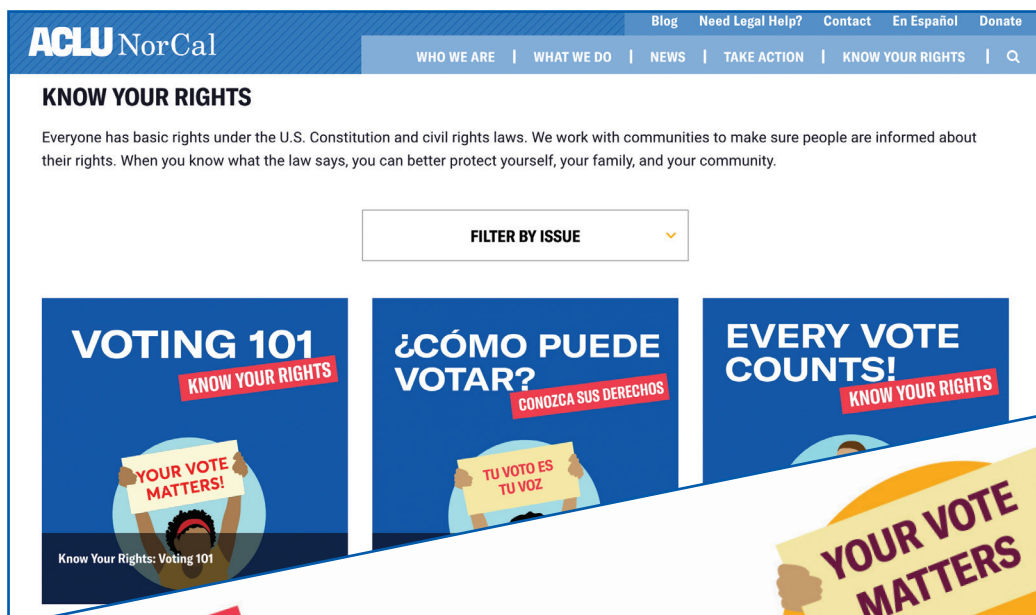 Blog Need Legal Help? Contact En Español Donate
ACLU NorCal
WHO WE ARE | WHAT WE DO | NEWS | TAKE ACTION | KNOW YOUR RIGHTS |
KNOW YOUR RIGHTS
Everyone has basic rights under the U.S. Constitution and civil rights laws. We work with communities to make sure people are informed about
their rights. When you know what the law says, you can better protect yourself, your family, and your community.
FILTER BY ISSUE
VOTING 101
KNOW YOUR RIGHTS
YOUR VOTE
MATTERS!
Know Your Rights: Voting 101
¿CÓMO PUEDE
VOTAR?
CONOZCA SUS DERECHOS
TU VOTO ES
TU VOZ
EVERY VOTE
COUNTS!
KNOW YOUR RIGHTS
YOUR VOTE
MATTERS